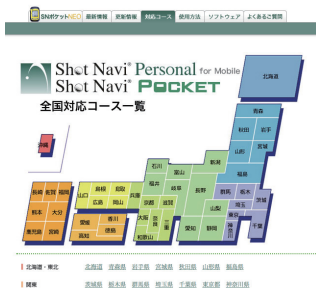 SNポケットNEO 最新情報 更新情報 対応コース 使用方法 ソフトウェア よくあるご質問
Shot Navi® Personal for Mobile
Shot Navi® POCKET
全国対応コース一覧
北海道
青森
秋田 岩手
山形 宮城
福島
沖縄
石川 富山 新潟
福井 岐阜 長野 群馬 栃木 茨城
山梨 埼玉
東京
神奈川 千葉
長崎 佐賀 福岡
熊本 大分
鹿児島 宮崎
山口 島根 鳥取 兵庫 京都 滋賀
広島 岡山
愛媛 香川
高知 徳島
大阪 奈良 三重 愛知 静岡
和歌山
北海道・東北 北海道 青森県 岩手県 宮城県 秋田県 山形県 福島県
関東 茨城県 栃木県 群馬県 埼玉県 千葉県 東京都 神奈川県